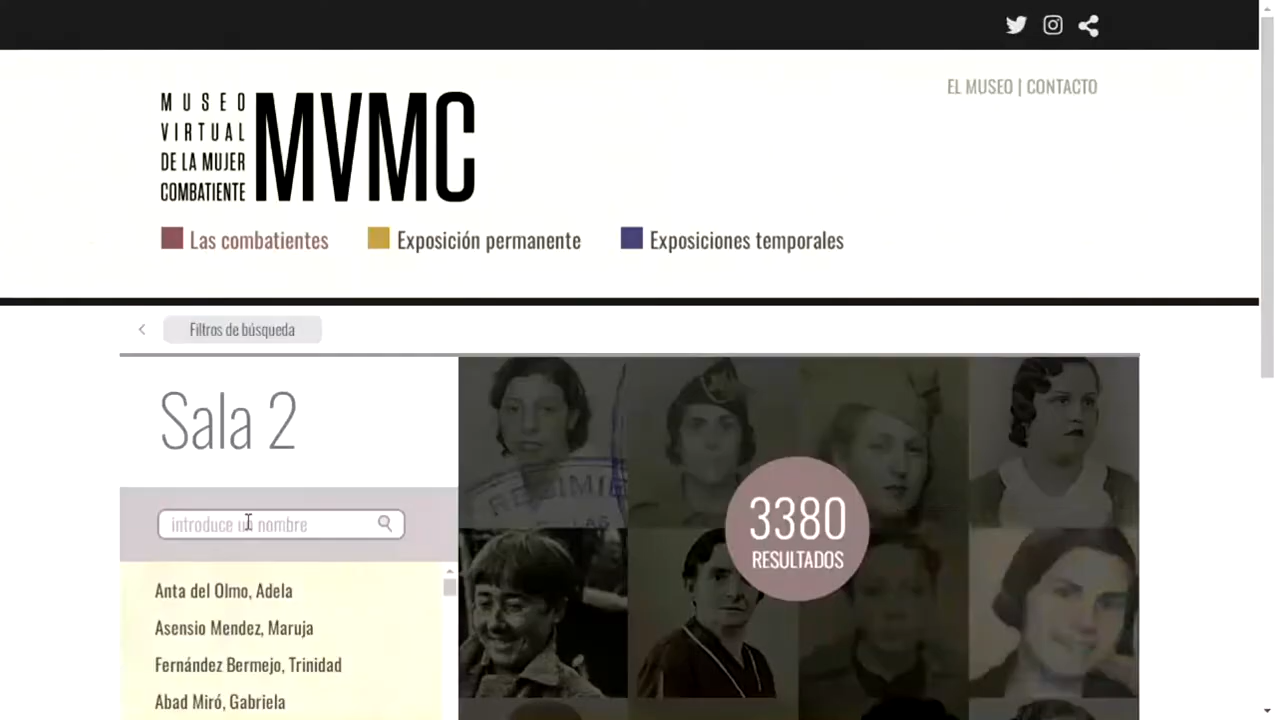 EL MUSEO | CONTACTO
MUSEO
VIRTUAL
DE LA MUJER
COMBATIENTE
MVMC
Las combatientes
Exposición permanente
Exposiciones temporales
Filtros de búsqueda
Sala 2
introduce un nombre
Anta del Olmo, Adela
Asensio Mendez, Maruja
Fernández Bermejo, Trinidad
Abad Miró, Gabriela
3380
RESULTADOS